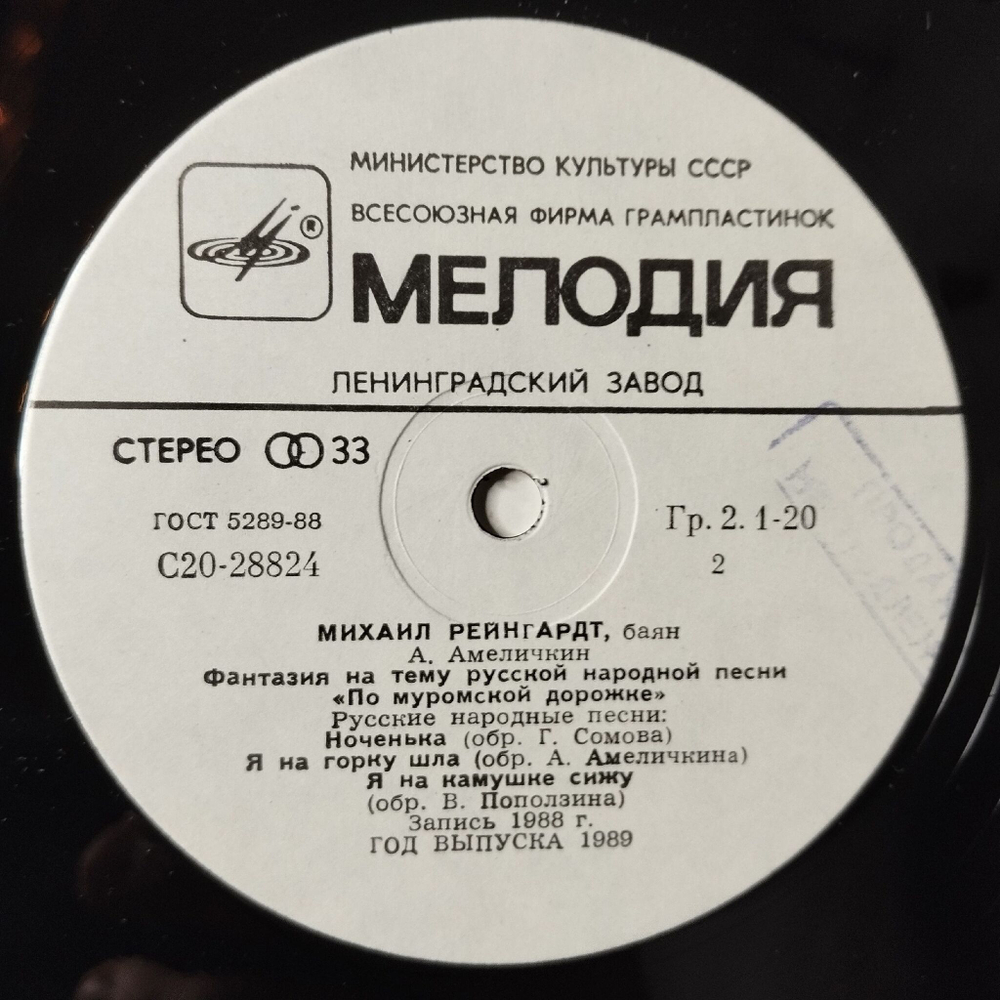 МИНИСТЕРСТВО КУЛЬТУРЫ СССР
ВСЕСОЮЗНАЯ ФИРМА ГРАМПЛАСТИНОК
®
МЕЛОДИЯ
ЛЕНИНГРАДСКИЙ ЗАВОД
СТЕРЕО 33
ГОСТ 5289-88
Гр. 2. 1-20
С20-28824
2
МИХАИЛ РЕЙНГАРДТ, баян
А. Амеличкин
Фантазия на тему русской народной песни
«По муромской дорожке»
Русские народные песни:
Ноченька (обр. Г. Сомова)
Я на горку шла (обр. А. Амеличкина)
Я на камушке сижу
(обр. В. Поползина)
Запись 1988 г.
ГОД ВЫПУСКА 1989